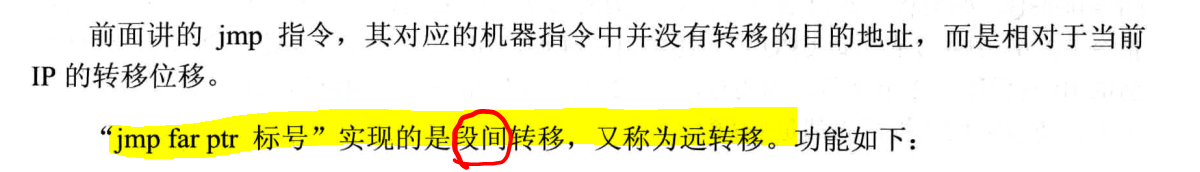 前面讲的 jmp 指令，其对应的机器指令中并没有转移的目的地址，而是相对于当前
IP 的转移位移。
“jmp far ptr 标号”实现的是段间转移，又称为远转移。功能如下：